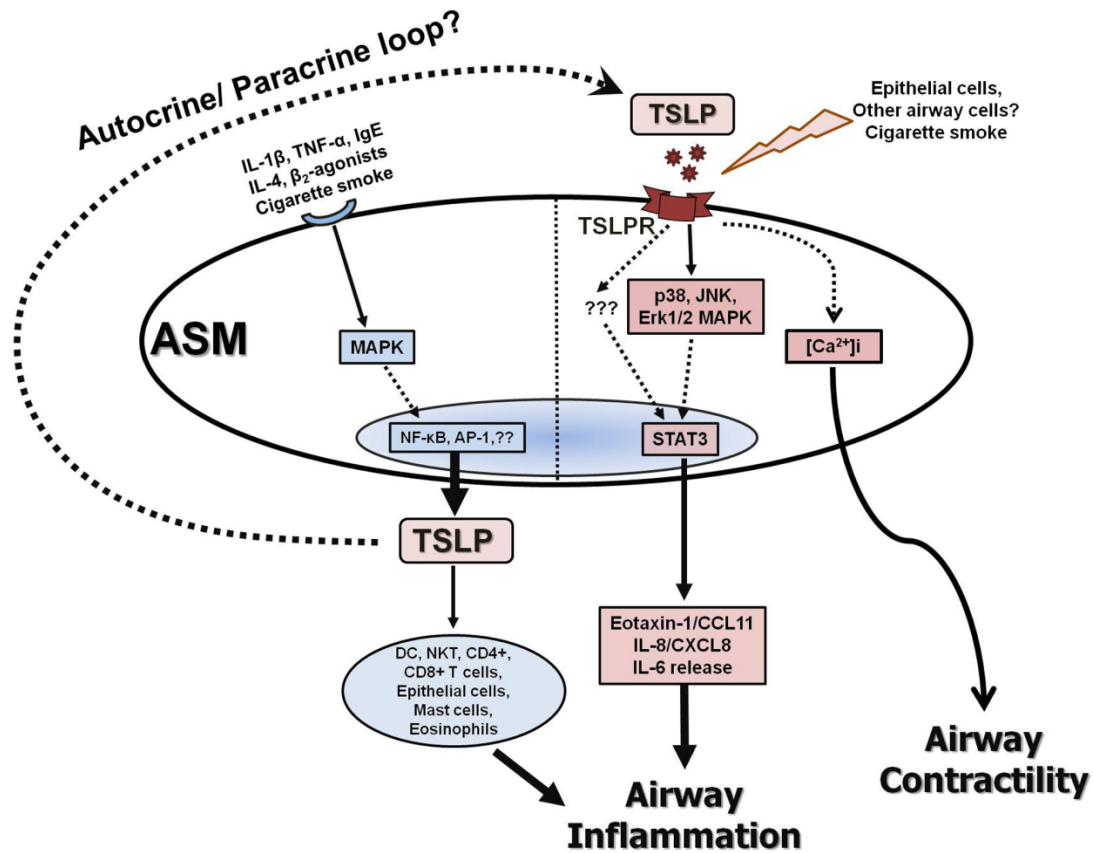 Autocrine/ Paracrine loop?
IL-1β, TNF-α, IgE
IL-4, β₂-agonists
Cigarette smoke
TSLP
Epithelial cells,
Other airway cells?
Cigarette smoke
TSLPR
ASM
MAPK
NF-κB, AP-1,??
???
p38, JNK,
Erk1/2 MAPK
[Ca²⁺]i
STAT3
TSLP
DC, NKT, CD4+,
CD8+ T cells,
Epithelial cells,
Mast cells,
Eosinophils
Eotaxin-1/CCL11
IL-8/CXCL8
IL-6 release
Airway
Inflammation
Airway
Contractility